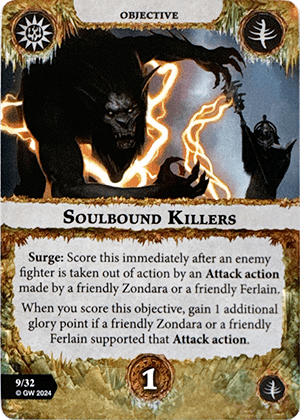 OBJECTIVE
SOULBOUND KILLERS
Surge: Score this immediately after an enemy
fighter is taken out of action by an Attack action
made by a friendly Zondara or a friendly Ferlain.
When you score this objective, gain 1 additional
glory point if a friendly Zondara or a friendly
Ferlain supported that Attack action.
9/32
© GW 2024
1